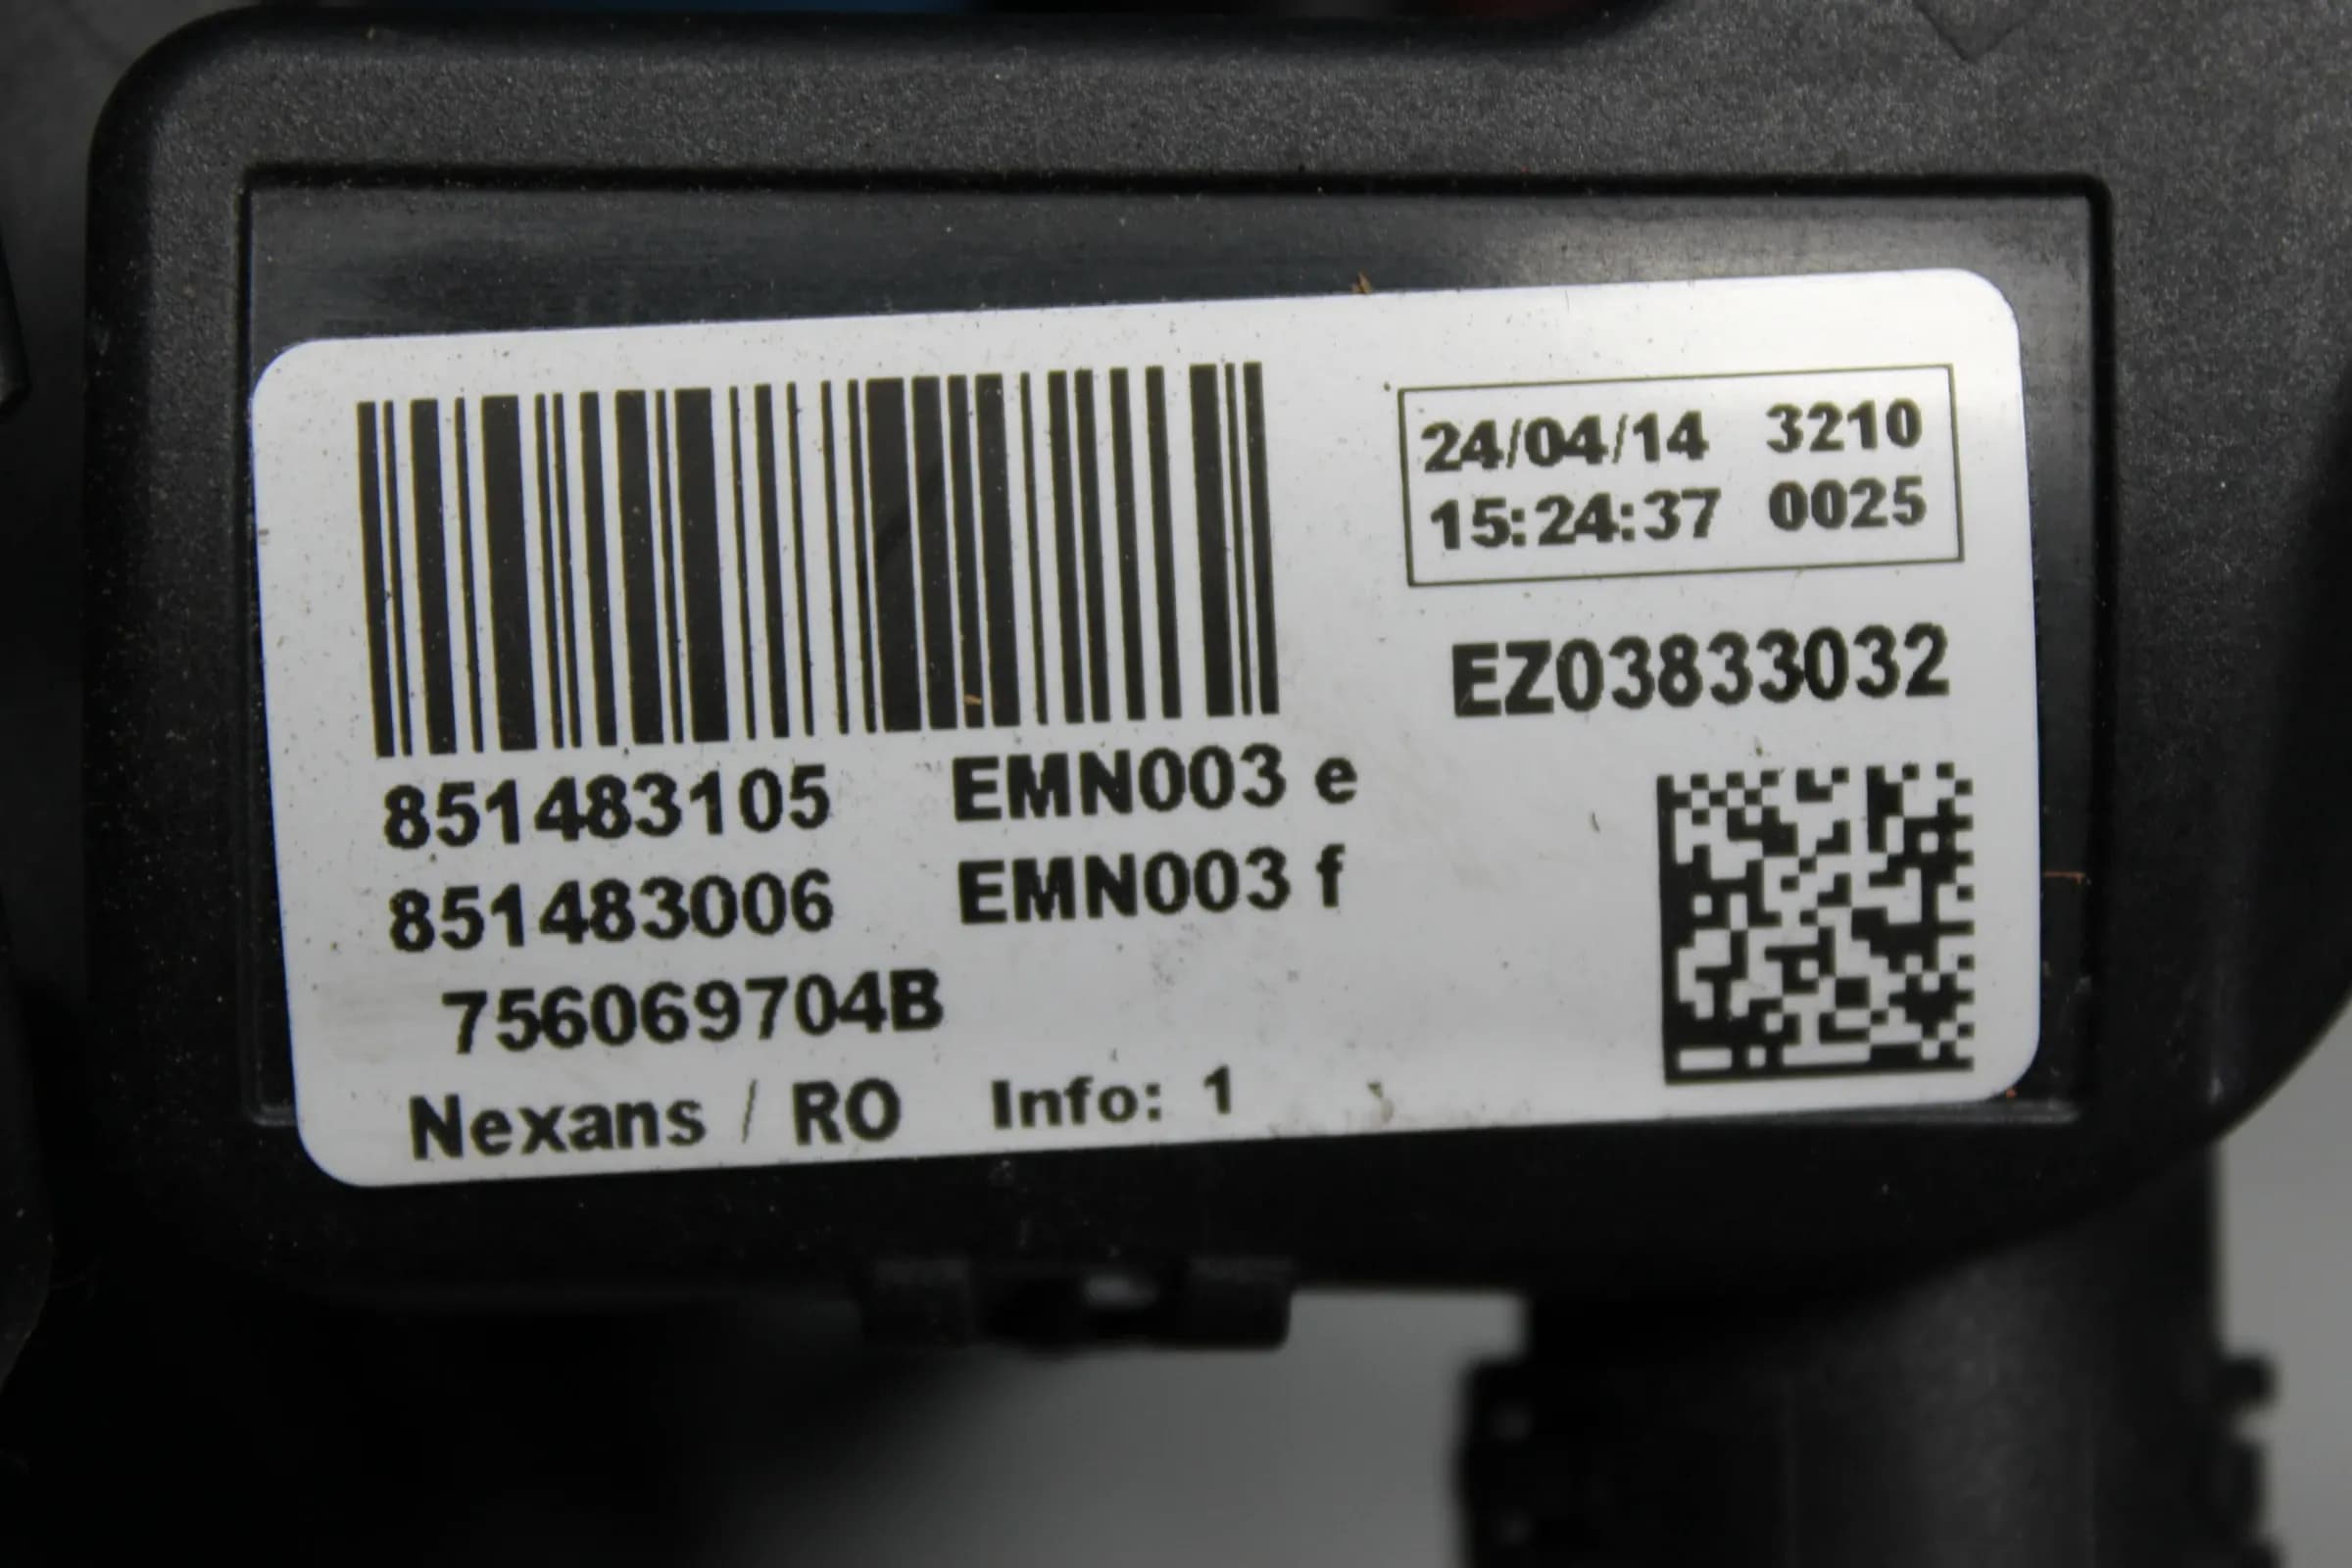 24/04/14 3210
15:24:37 0025
EZ03833032
851483105 EMN003 e
851483006 EMN003 f
756069704B
Nexans / RO Info: 1